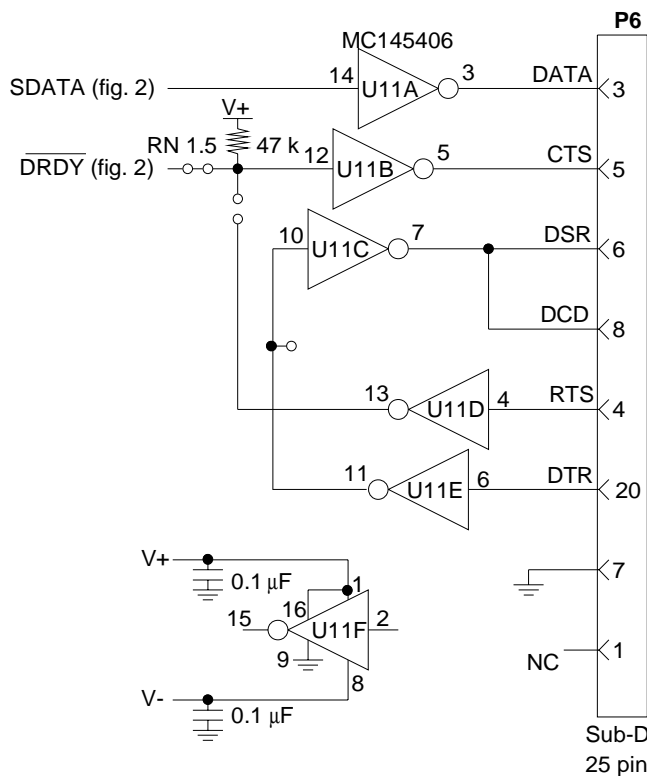 P6
MC145406
SDATA (fig. 2)
14
U11A
3
DATA
3
V+
RN 1.5
47 k
DRDY (fig. 2)
12
U11B
5
CTS
5
10
U11C
7
DSR
6
DCD
8
13
U11D
4
RTS
4
11
U11E
6
DTR
20
V+
0.1 μF
1
16
15
U11F
2
7
9
8
NC
1
V-
0.1 μF
Sub-D
25 pin